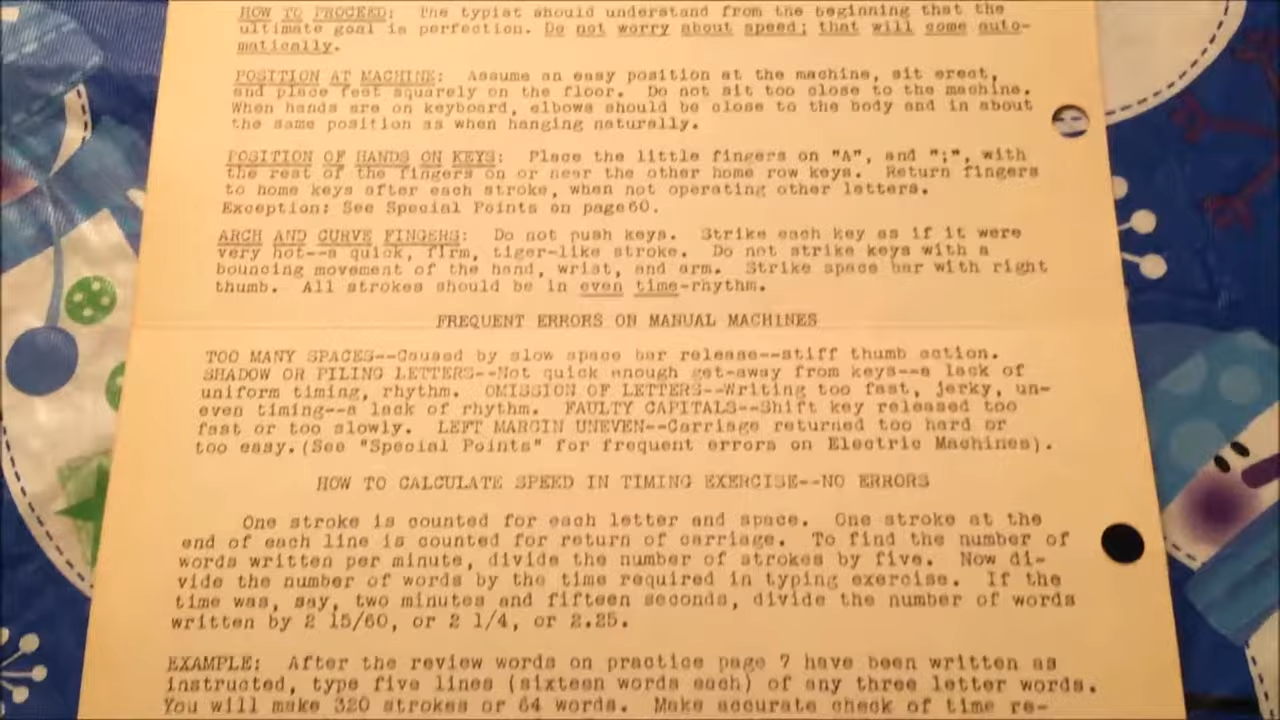 HOW TO PROCEED: The typist should understand from the beginning that the
ultimate goal is perfection. Do not worry about speed; that will come auto-
matically.
POSITION AT MACHINE: Assume an easy position at the machine, sit erect,
and place feet squarely on the floor. Do not sit too close to the machine.
When hands are on keyboard, elbows should be close to the body and in about
the same position as when hanging naturally.
POSITION OF HANDS ON KEYS: Place the little fingers on "A", and ";", with
the rest of the fingers on or near the other home row keys. Return fingers
to home keys after each stroke, when not operating other letters.
Exception: See Special Points on page 60.
ARCH AND CURVE FINGERS: Do not push keys. Strike each key as if it were
very hot--a quick, firm, tiger-like stroke. Do not strike keys with a
bouncing movement of the hand, wrist, and arm. Strike space bar with right
thumb. All strokes should be in even time-rhythm.
FREQUENT ERRORS ON MANUAL MACHINES
TOO MANY SPACES--Caused by slow space bar release--stiff thumb action.
SHADOW OR PILING LETTERS--Not quick enough get-away from keys--a lack of
uniform timing, rhythm. OMISSION OF LETTERS--Writing too fast, jerky, un-
even timing--a lack of rhythm. FAULTY CAPITALS--Shift key released too
fast or too slowly. LEFT MARGIN UNEVEN--Carriage returned too hard or
too easy.(See "Special Points" for frequent errors on Electric Machines).
HOW TO CALCULATE SPEED IN TIMING EXERCISE--NO ERRORS
One stroke is counted for each letter and space. One stroke at the
end of each line is counted for return of carriage. To find the number of
words written per minute, divide the number of strokes by five. Now di-
vide the number of words by the time required in typing exercise. If the
time was, say, two minutes and fifteen seconds, divide the number of words
written by 2 15/60, or 2 1/4, or 2.25.
EXAMPLE: After the review words on practice page 7 have been written as
instructed, type five lines (sixteen words each) of any three letter words.
You will make 320 strokes or 64 words. Make accurate check of time re-